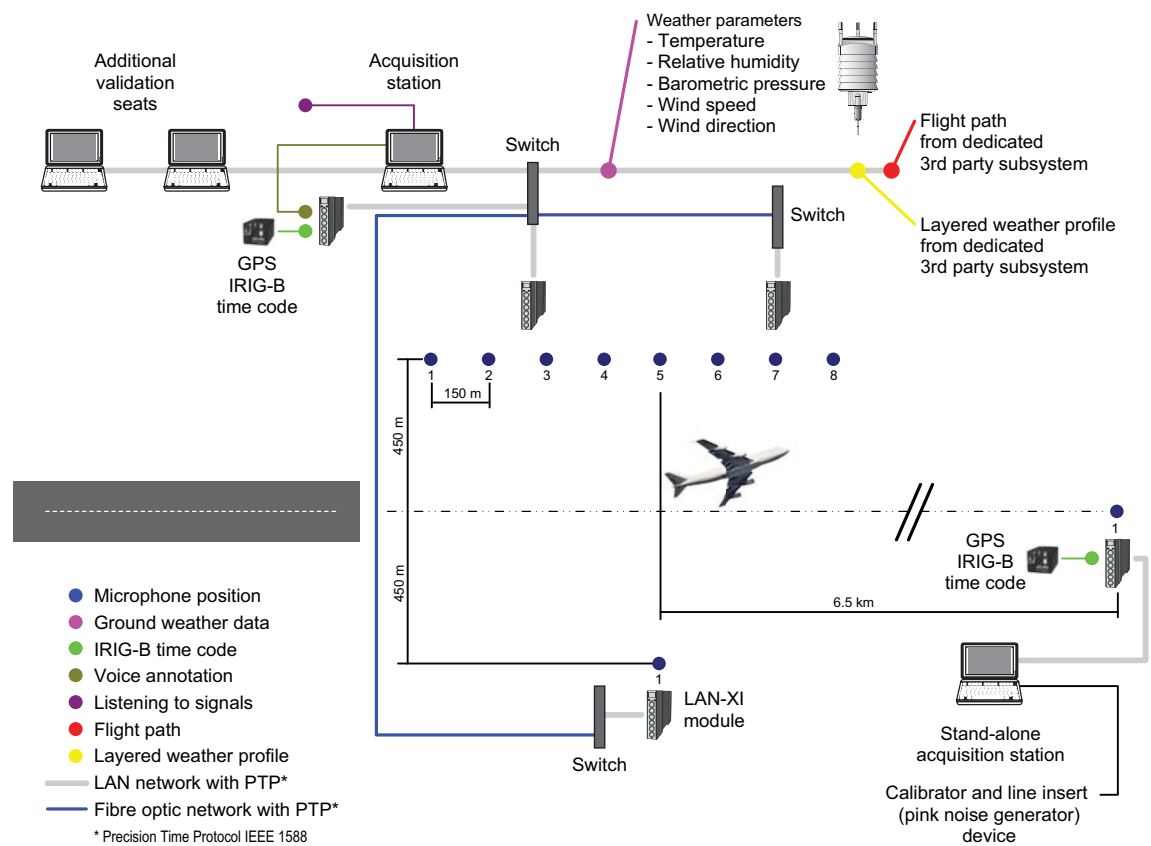 Additional
validation
seats
Acquisition
station
Weather parameters
- Temperature
- Relative humidity
- Barometric pressure
- Wind speed
- Wind direction
Switch
Flight path
from dedicated
3rd party subsystem
Switch
Layered weather profile
from dedicated
3rd party subsystem
GPS
IRIG-B
time code
1
2
3
4
5
6
7
8
150 m
450 m
450 m
1
GPS
IRIG-B
time code
6.5 km
1
LAN-XI
module
Switch
Stand-alone
acquisition station
Calibrator and line insert
(pink noise generator)
device
Microphone position
Ground weather data
IRIG-B time code
Voice annotation
Listening to signals
Flight path
Layered weather profile
LAN network with PTP*
Fibre optic network with PTP*
* Precision Time Protocol IEEE 1588